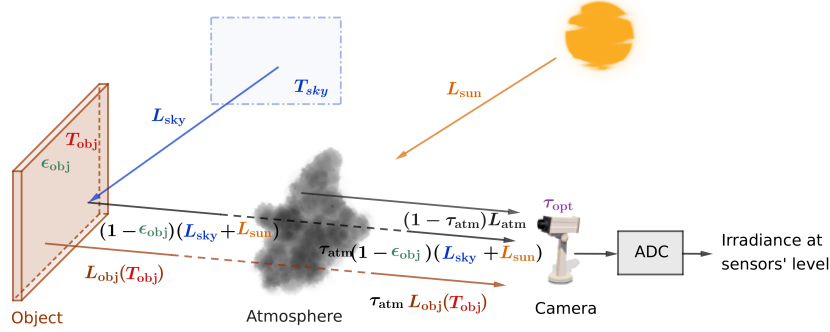 T_sky
L_sun
L_sky
T_obj
ϵ_obj
τ_opt
(1 − τ_atm)L_atm
(1−ϵ_obj)(L_sky+L_sun)
τ_atm(1−ϵ_obj)(L_sky+L_sun)
ADC
Irradiance at
sensors' level
L_obj(T_obj)
τ_atm L_obj(T_obj)
Camera
Object
Atmosphere